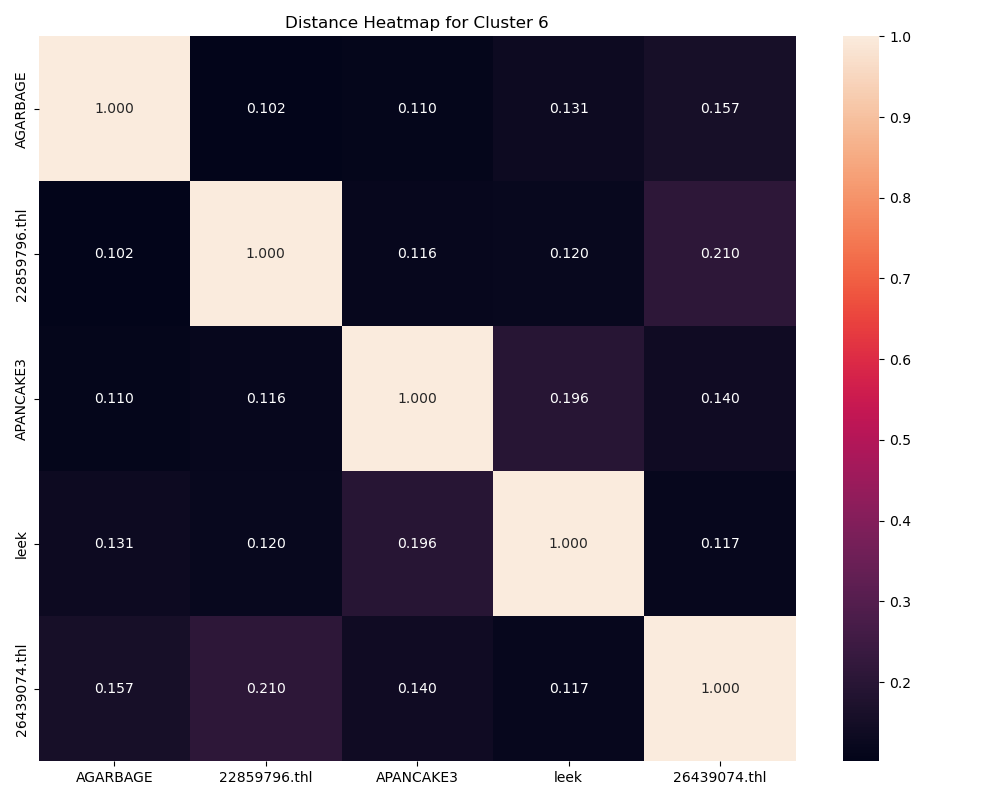 Distance Heatmap for Cluster 6
AGARBAGE 1.000 0.102 0.110 0.131 0.157
22859796.thl 0.102 1.000 0.116 0.120 0.210
APANCAKE3 0.110 0.116 1.000 0.196 0.140
leek 0.131 0.120 0.196 1.000 0.117
26439074.thl 0.157 0.210 0.140 0.117 1.000
AGARBAGE 22859796.thl APANCAKE3 leek 26439074.thl
1.0
0.9
0.8
0.7
0.6
0.5
0.4
0.3
0.2